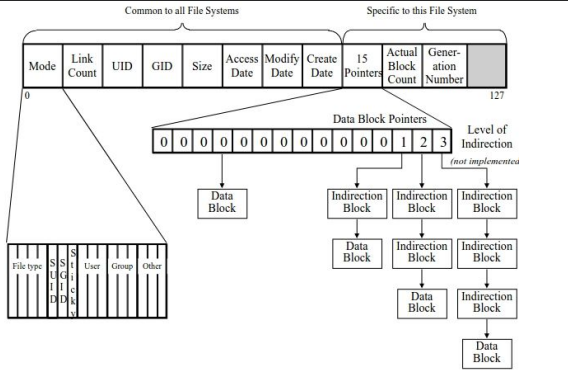 Common to all File Systems
Specific to this File System
Mode
Link
Count
UID
GID
Size
Access
Date
Modify
Date
Create
Date
15
Pointers
Actual
Block
Count
Gener-
ation
Number
0
127
Data Block Pointers
0 0 0 0 0 0 0 0 0 0 0 0 1 2 3
Level of
Indirection
(not implemented
Data
Block
Indirection
Block
Indirection
Block
Indirection
Block
Data
Block
Indirection
Block
Indirection
Block
Data
Block
Indirection
Block
Data
Block
File type
SUID
SGID
Sticky
User
Group
Other